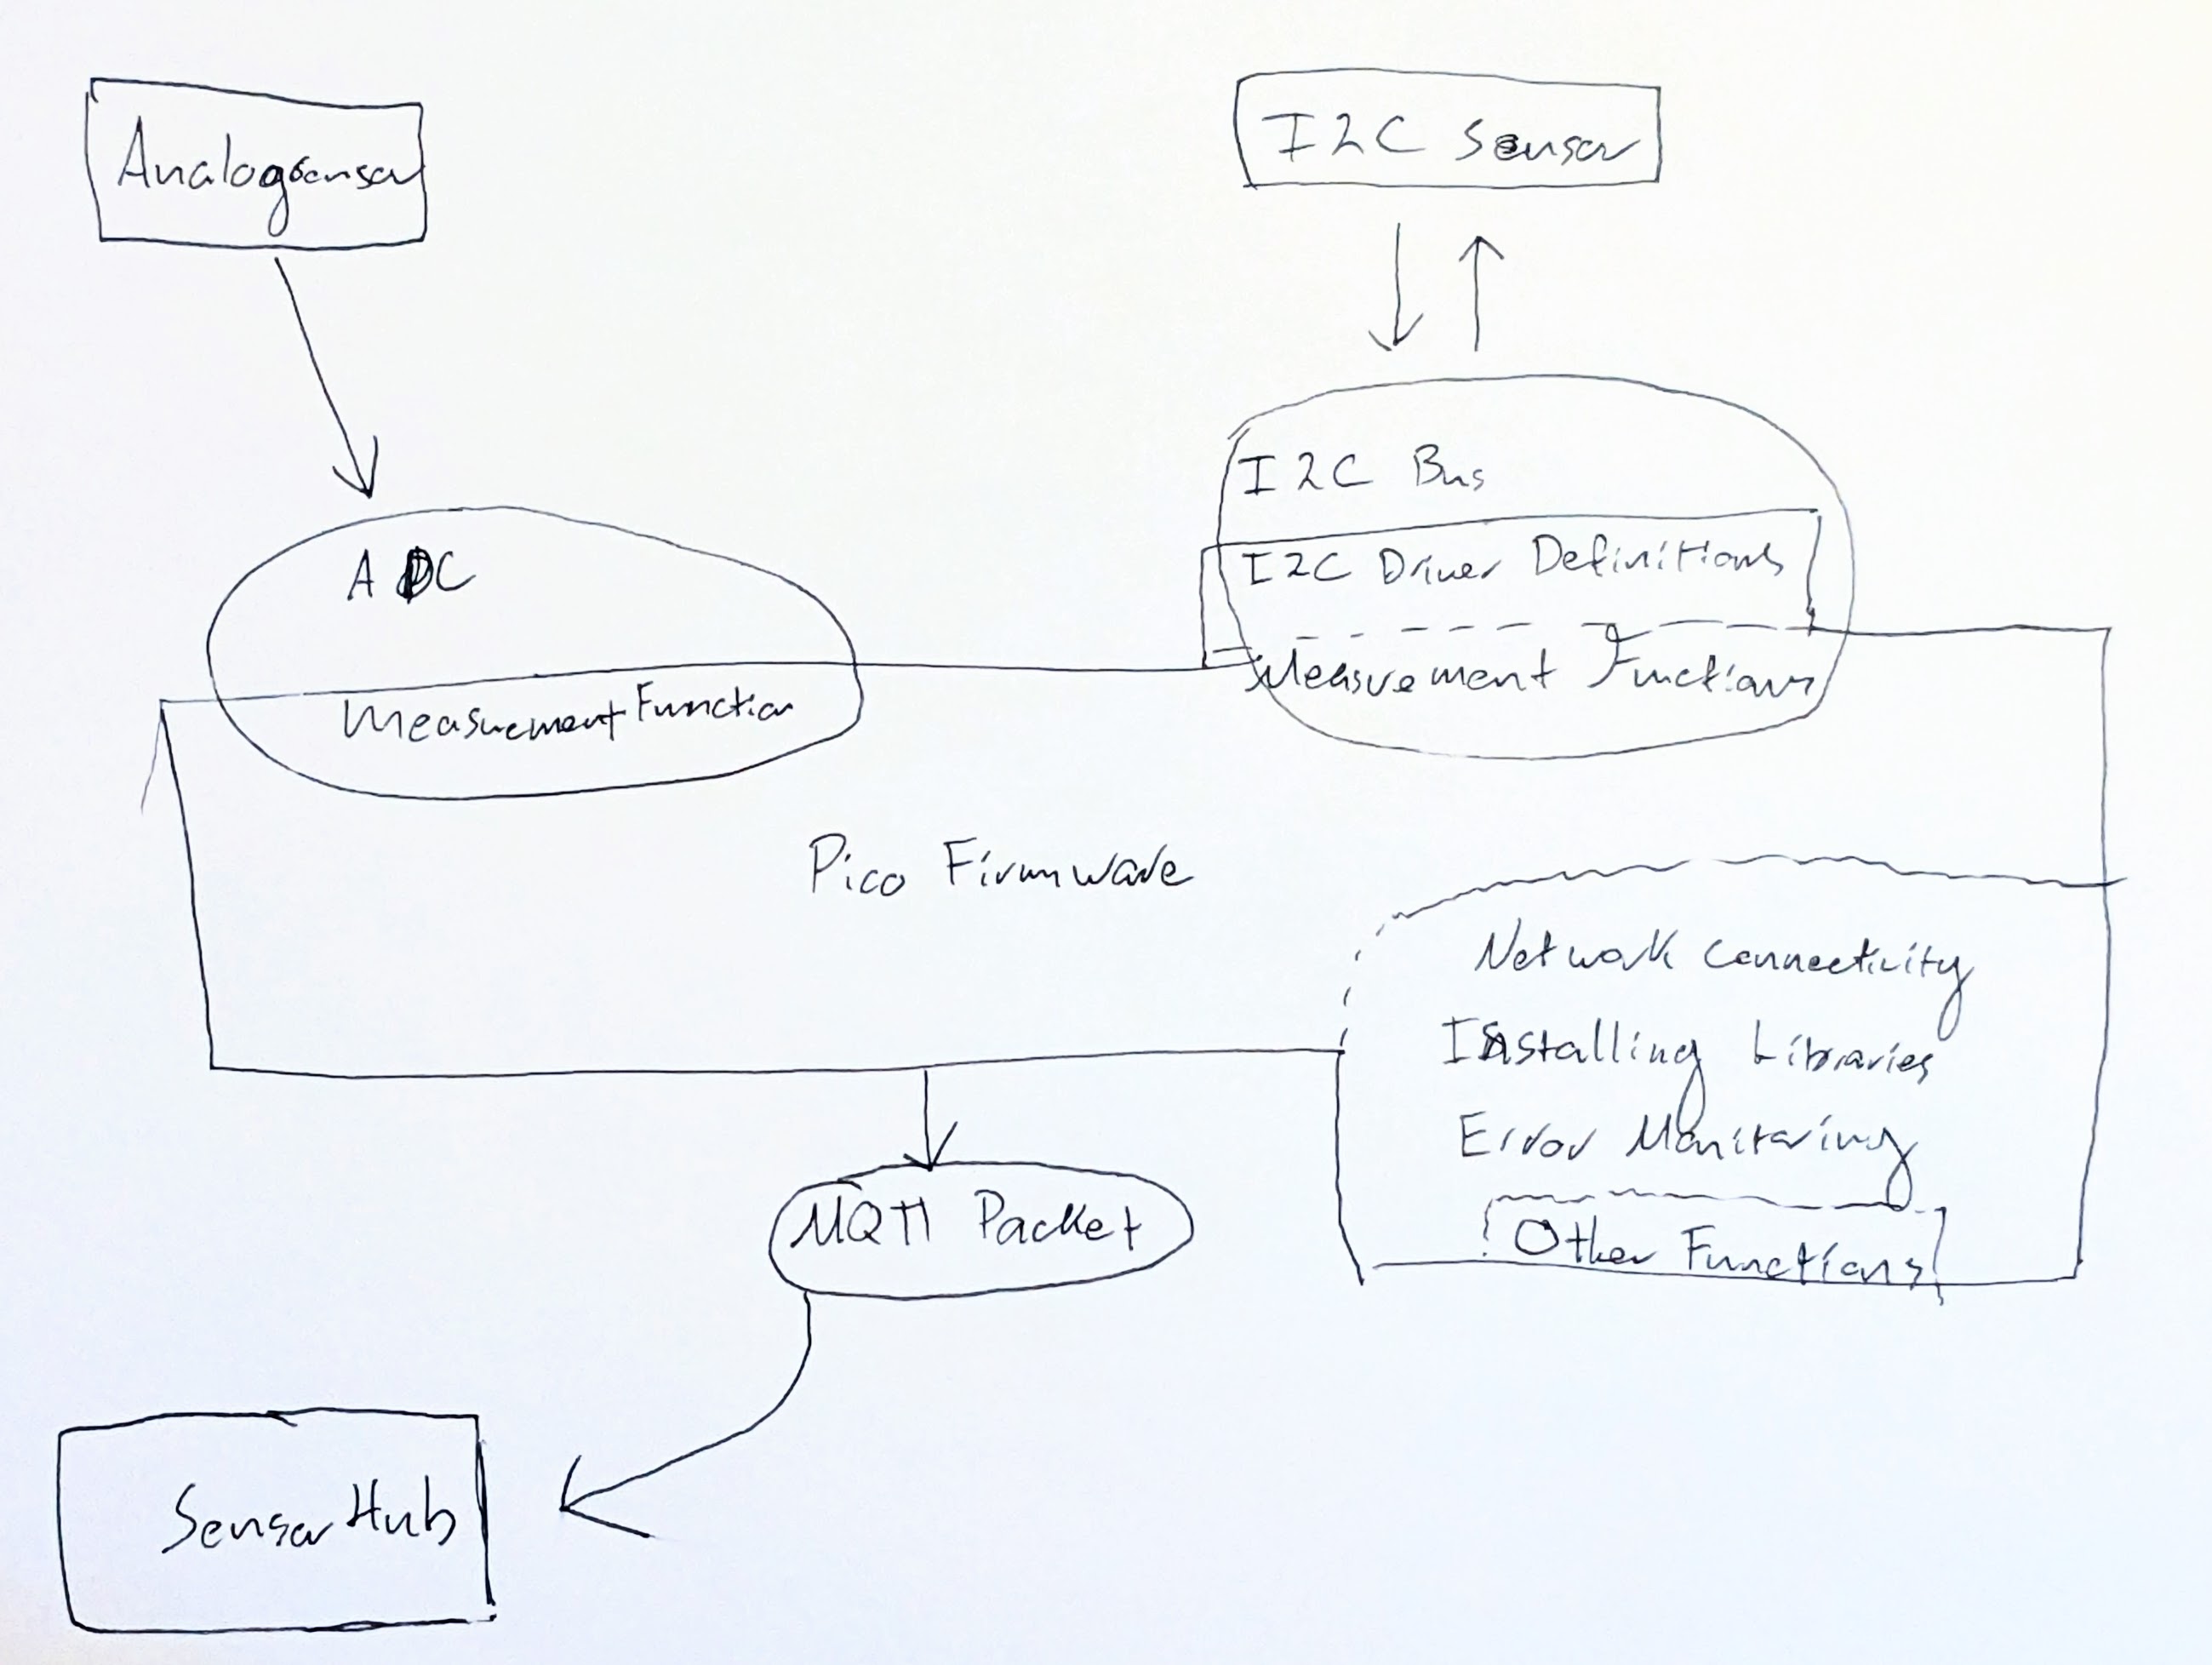 Analogsensor
I2C Sensor
I2C Bus
I2C Driver Definitions
Measurement Functions
ADC
Measurement Function
Pico Firmware
Network Connectivity
Installing Libraries
Error Monitoring
Other Functions
MQTT Packet
Sensor Hub